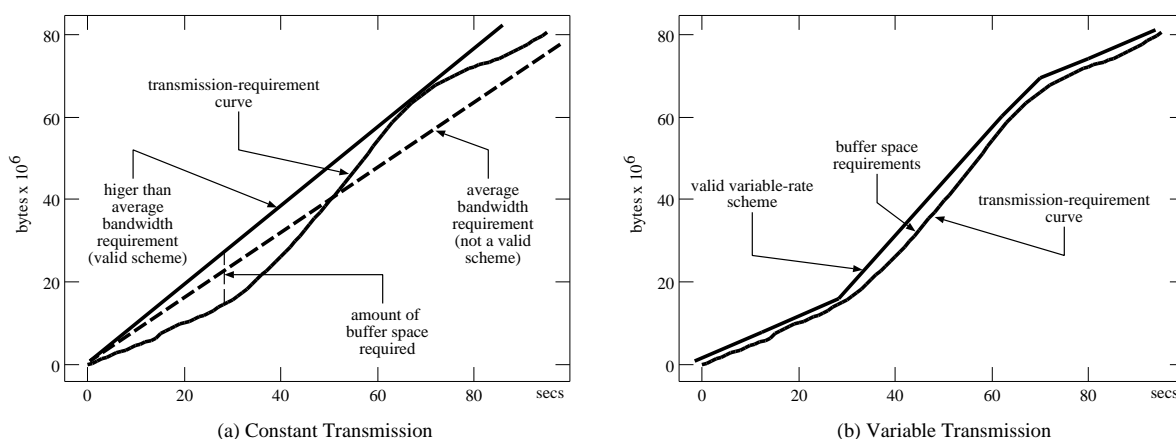 80
60
40
20
0
bytes x 10^6
transmission-requirement
curve
higer than
average
bandwidth
requirement
(valid scheme)
average
bandwidth
requirement
(not a valid
scheme)
amount of
buffer space
required
0
20
40
60
80
secs
(a) Constant Transmission
80
60
40
20
0
bytes x 10^6
buffer space
requirements
valid variable-rate
scheme
transmission-requirement
curve
0
20
40
60
80
secs
(b) Variable Transmission